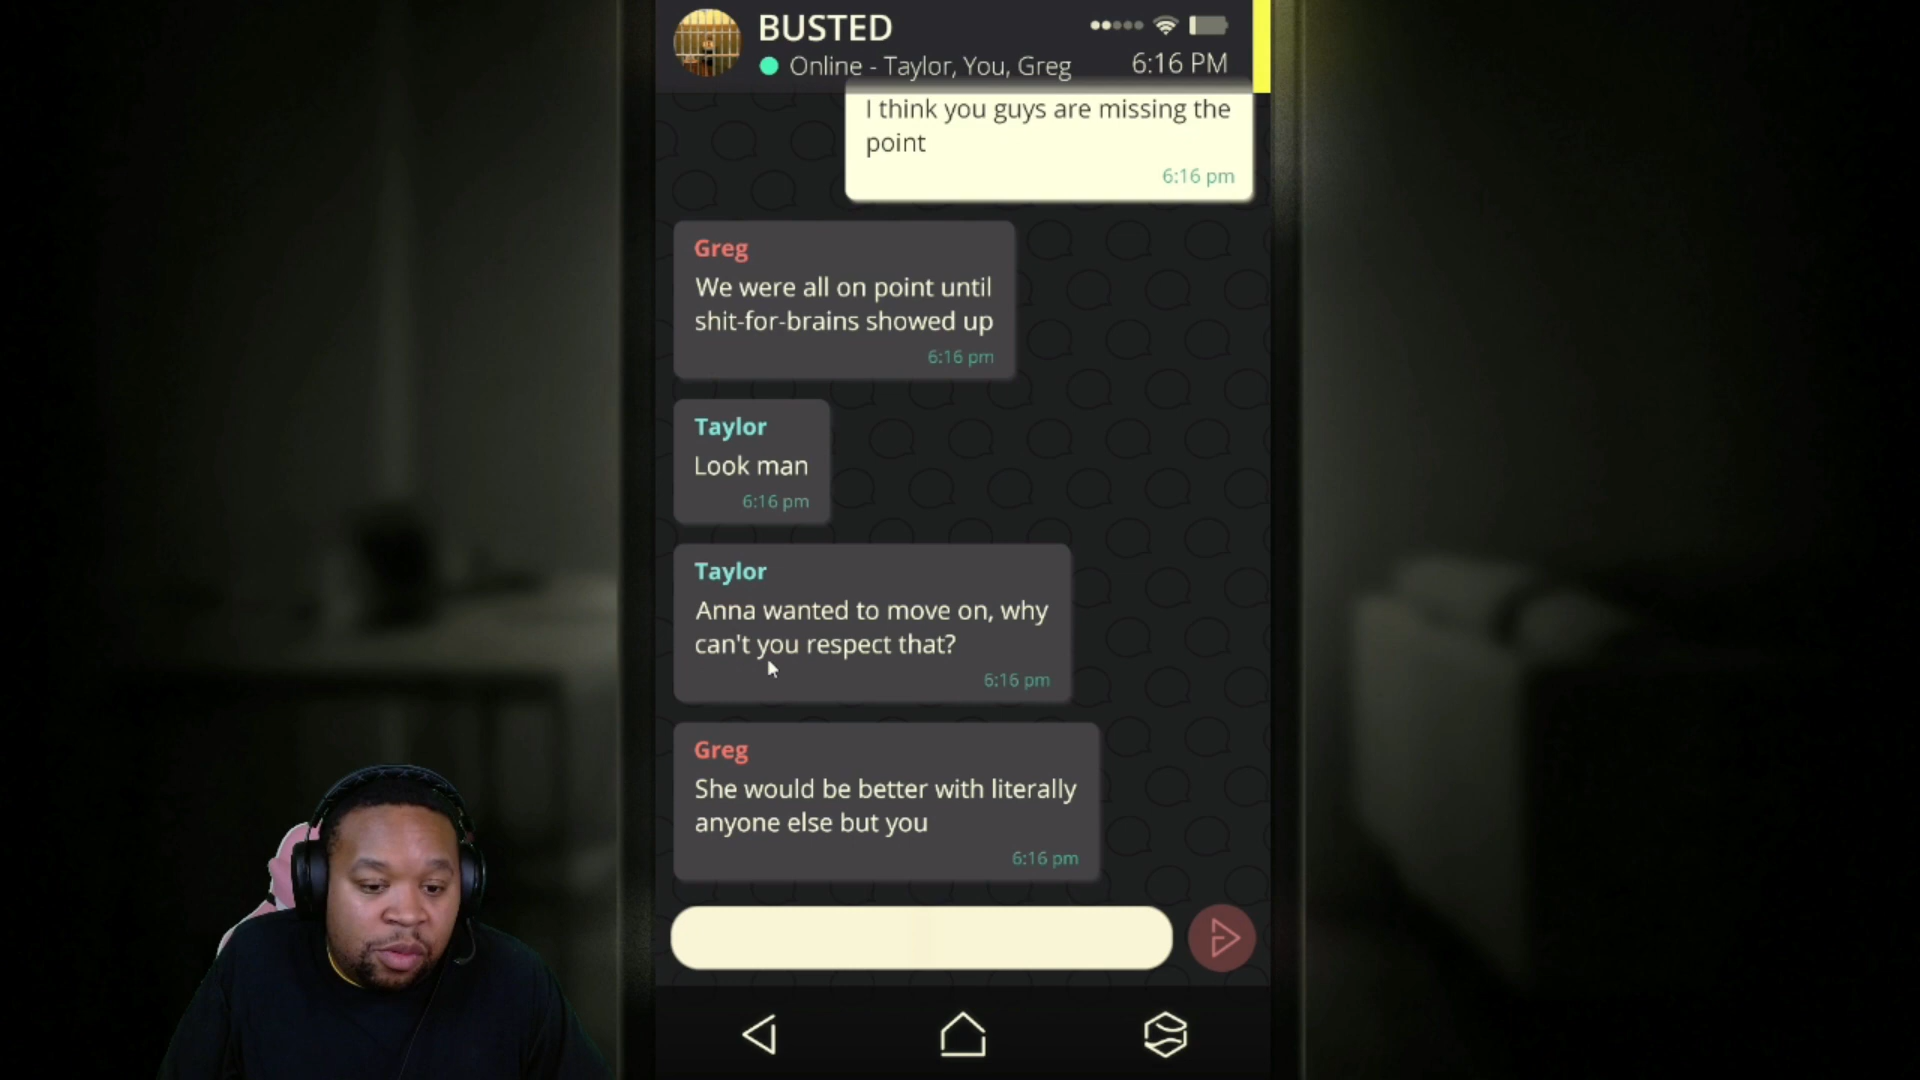 BUSTED
Online - Taylor, You, Greg
6:16 PM
I think you guys are missing the
point
6:16 pm
Greg
We were all on point until
shit-for-brains showed up
6:16 pm
Taylor
Look man
6:16 pm
Taylor
Anna wanted to move on, why
can't you respect that?
6:16 pm
Greg
She would be better with literally
anyone else but you
6:16 pm